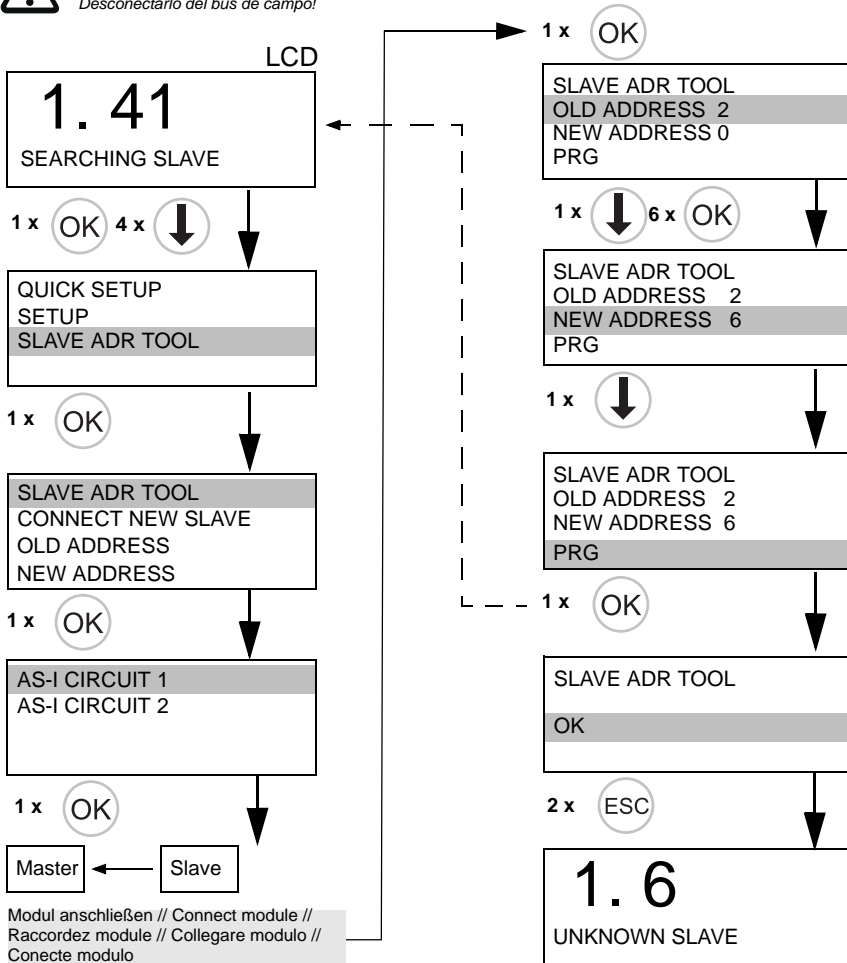 Desconectarlo del bus de campo!
LCD
1. 41
SEARCHING SLAVE
1 x OK 4 x
QUICK SETUP
SETUP
SLAVE ADR TOOL
1 x OK
SLAVE ADR TOOL
CONNECT NEW SLAVE
OLD ADDRESS
NEW ADDRESS
1 x OK
AS-I CIRCUIT 1
AS-I CIRCUIT 2
1 x OK
Master Slave
Modul anschließen // Connect module //
Raccordez module // Collegare modulo //
Conecte modulo
1 x OK
SLAVE ADR TOOL
OLD ADDRESS 2
NEW ADDRESS 0
PRG
1 x 6 x OK
SLAVE ADR TOOL
OLD ADDRESS 2
NEW ADDRESS 6
PRG
1 x
SLAVE ADR TOOL
OLD ADDRESS 2
NEW ADDRESS 6
PRG
1 x OK
SLAVE ADR TOOL
OK
2 x ESC
1. 6
UNKNOWN SLAVE